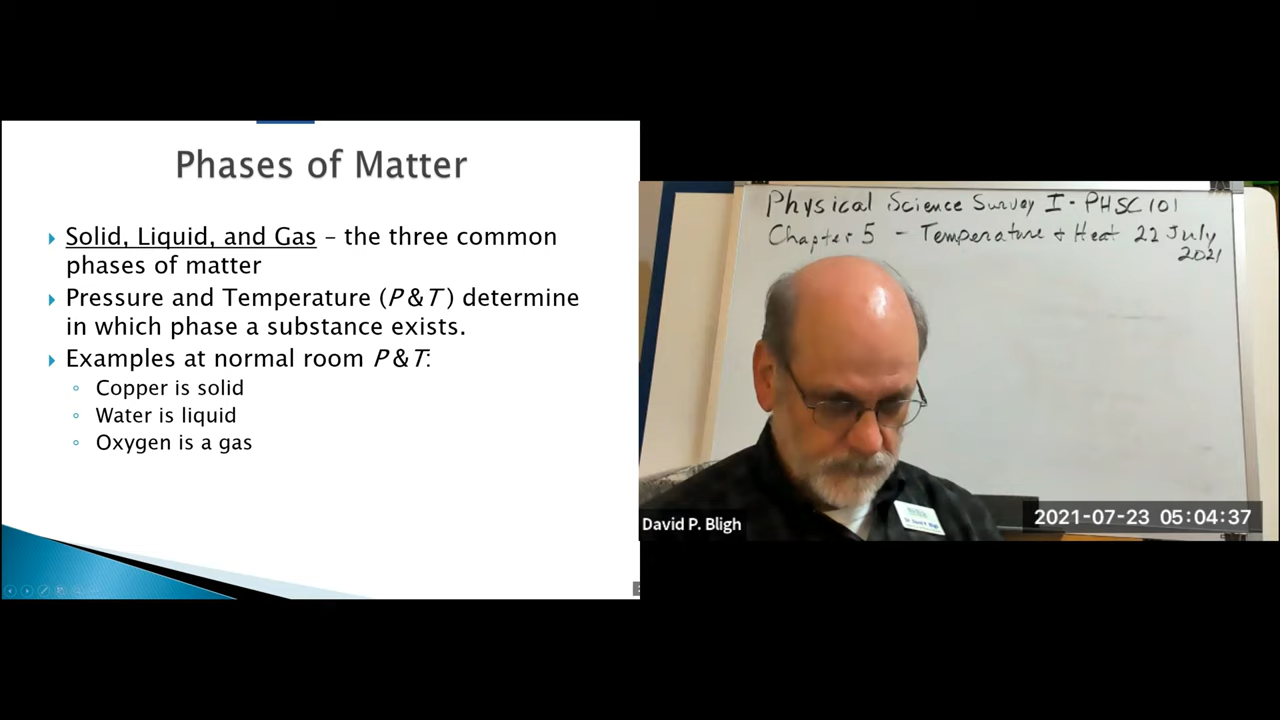 Phases of Matter
Solid, Liquid, and Gas – the three common
phases of matter
Pressure and Temperature (P & T ) determine
in which phase a substance exists.
Examples at normal room P & T:
Copper is solid
Water is liquid
Oxygen is a gas
Physical Science Survey I - PHSC 101
Chapter 5 - Temperature & Heat 22 July
2021
David P. Bligh
2021-07-23 05:04:37